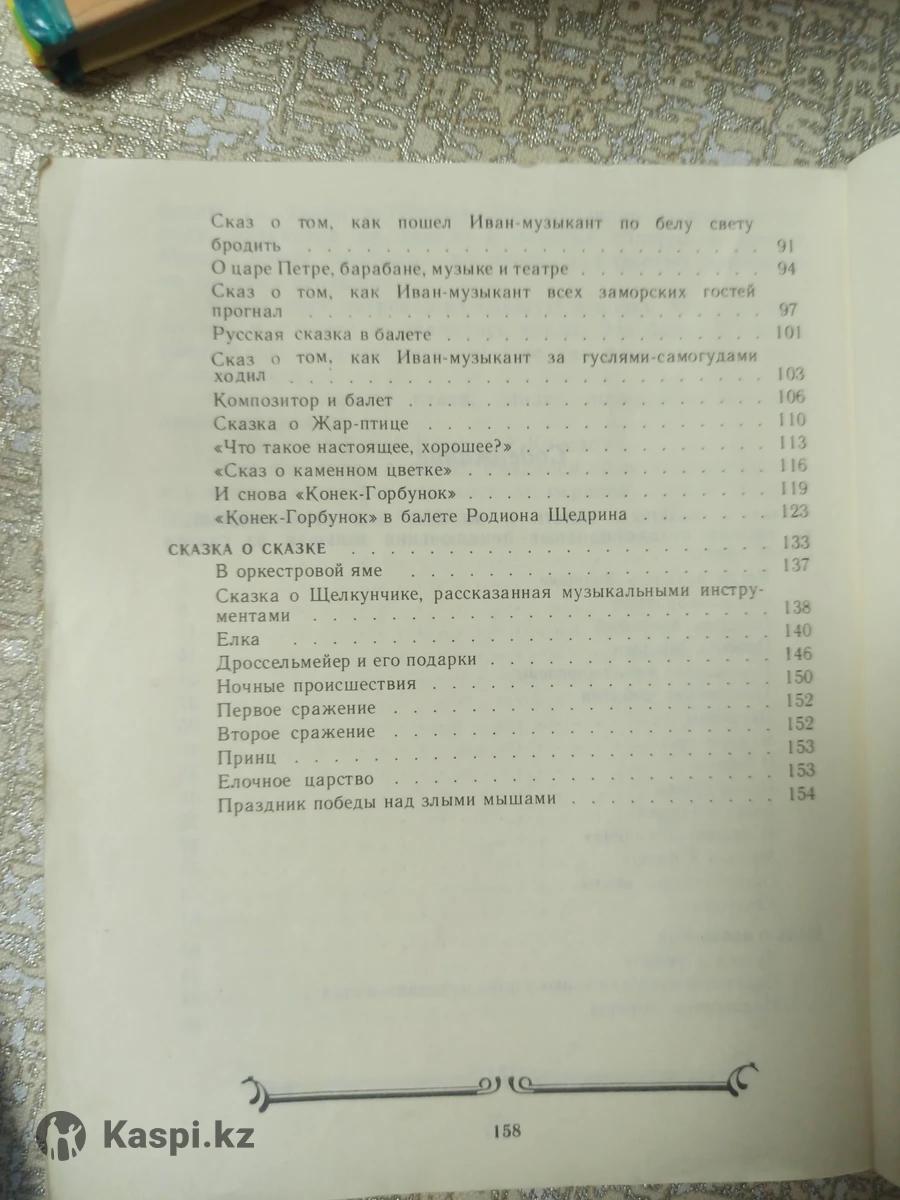 Сказ о том, как пошел Иван-музыкант по белу свету
бродить . . . . . . . . . . . . . . . . . . . . 91
О царе Петре, барабане, музыке и театре . . . . . . . . . 94
Сказ о том, как Иван-музыкант всех заморских гостей
прогнал . . . . . . . . . . . . . . . . . . . . 97
Русская сказка в балете . . . . . . . . . . . . . . . 101
Сказ о том, как Иван-музыкант за гуслями-самогудами
ходил . . . . . . . . . . . . . . . . . . . . . 103
Композитор и балет . . . . . . . . . . . . . . . . 106
Сказка о Жар-птице . . . . . . . . . . . . . . . . 110
«Что такое настоящее, хорошее?» . . . . . . . . . . . . 113
«Сказ о каменном цветке» . . . . . . . . . . . . . . 116
И снова «Конек-Горбунок» . . . . . . . . . . . . . . 119
«Конек-Горбунок» в балете Родиона Щедрина . . . . . . 123
СКАЗКА О СКАЗКЕ . . . . . . . . . . . . . . . . . . 133
В оркестровой яме . . . . . . . . . . . . . . . . 137
Сказка о Щелкунчике, рассказанная музыкальными инстру-
ментами . . . . . . . . . . . . . . . . . . . . 138
Елка . . . . . . . . . . . . . . . . . . . . . 140
Дроссельмейер и его подарки . . . . . . . . . . . . . 146
Ночные происшествия . . . . . . . . . . . . . . . 150
Первое сражение . . . . . . . . . . . . . . . . . 152
Второе сражение . . . . . . . . . . . . . . . . . 152
Принц . . . . . . . . . . . . . . . . . . . . . 153
Елочное царство . . . . . . . . . . . . . . . . . 153
Праздник победы над злыми мышами . . . . . . . . . . 154
158
Kaspi.kz